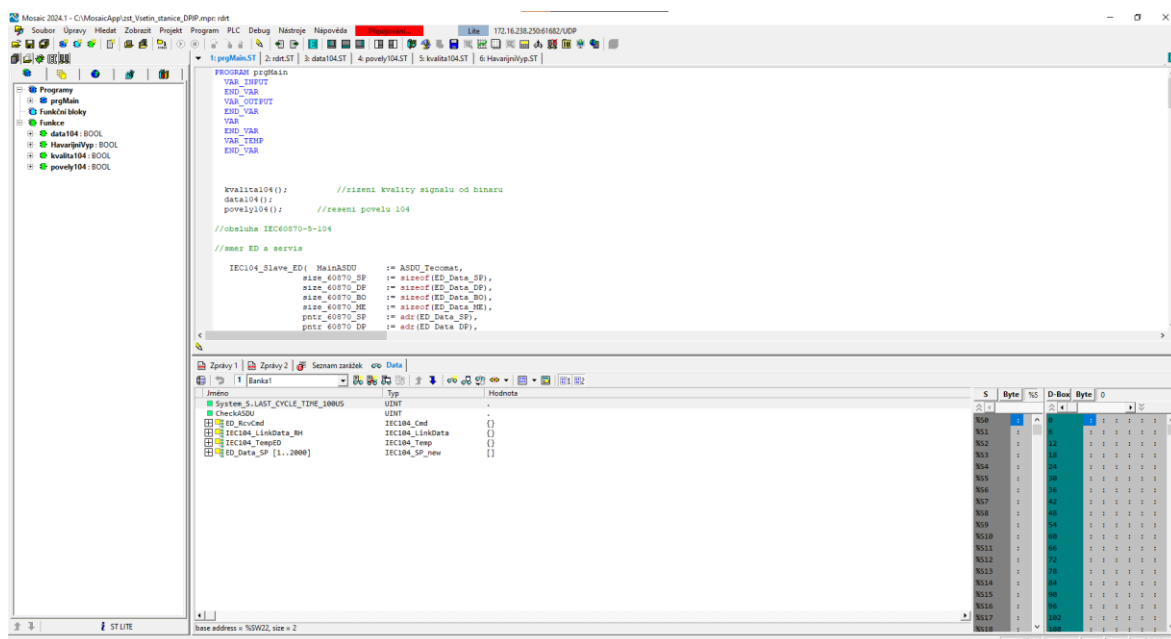 Mosaic 2024.1 - C:\MosaicApp\zst_Vsetin_stanice_DRIP.mpr: rdrt
Soubor Úpravy Hledat Zobrazit Projekt Program PLC Debug Nástroje Nápověda Připojování... Lite 172.16.238.250:61682/UDP
1: prgMain.ST 2: rdrt.ST 3: data104.ST 4: povely104.ST 5: kvalita104.ST 6: HavarijniVyp.ST
Programy
prgMain
Funkční bloky
Funkce
data104 : BOOL
HavarijniVyp : BOOL
kvalita104 : BOOL
povely104 : BOOL
PROGRAM prgMain
VAR_INPUT
END_VAR
VAR_OUTPUT
END_VAR
VAR
END_VAR
VAR_TEMP
END_VAR
kvalita104(); //rizeni kvality signalu od binaru
data104();
povely104(); //reseni povelu 104
//obsluha IEC60870-5-104
//smer ED a servis
IEC104_Slave_ED( MainASDU := ASDU_Tecomat,
size_60870_SP := sizeof(ED_Data_SP),
size_60870_DP := sizeof(ED_Data_DP),
size_60870_BO := sizeof(ED_Data_BO),
size_60870_ME := sizeof(ED_Data_ME),
pntr_60870_SP := adr(ED_Data_SP),
pntr_60870_DP := adr(ED_Data_DP),
Zprávy 1 Zprávy 2 Seznam zarážek Data
1 Banka1
Jméno Typ Hodnota
System_S.LAST_CYCLE_TIME_100US UINT .
CheckASDU UINT .
ED_RcvCmd IEC104_Cmd {}
IEC104_LinkData_RH IEC104_LinkData {}
IEC104_TempED IEC104_Temp {}
ED_Data_SP [1..2000] IEC104_SP_new []
S Byte %S D-Box Byte 0
%S0 : 0 : : : : : :
%S1 : 6 : : : : : :
%S2 : 12 : : : : : :
%S3 : 18 : : : : : :
%S4 : 24 : : : : : :
%S5 : 30 : : : : : :
%S6 : 36 : : : : : :
%S7 : 42 : : : : : :
%S8 : 48 : : : : : :
%S9 : 54 : : : : : :
%S10 : 60 : : : : : :
%S11 : 66 : : : : : :
%S12 : 72 : : : : : :
%S13 : 78 : : : : : :
%S14 : 84 : : : : : :
%S15 : 90 : : : : : :
%S16 : 96 : : : : : :
%S17 : 102 : : : : : :
%S18 : 108 : : : : : :
ST LITE
base address = %SW22, size = 2